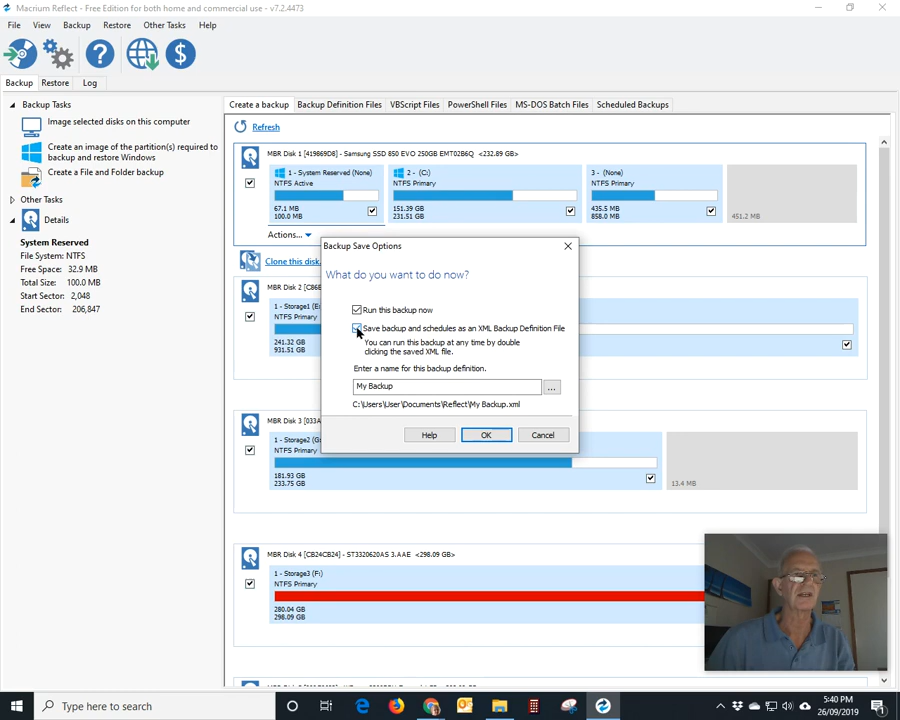 Macrium Reflect - Free Edition for both home and commercial use - v7.2.4473
File View Backup Restore Other Tasks Help
Backup Restore Log
Backup Tasks
Image selected disks on this computer
Create an image of the partition(s) required to
backup and restore Windows
Create a File and Folder backup
Other Tasks
Details
System Reserved
File System: NTFS
Free Space: 32.9 MB
Total Size: 100.0 MB
Start Sector: 2,048
End Sector: 206,847
Create a backup Backup Definition Files VBScript Files PowerShell Files MS-DOS Batch Files Scheduled Backups
Refresh
MBR Disk 1 [419869D8] - Samsung SSD 850 EVO 250GB EMT02B6Q <232.89 GB>
1 - System Reserved (None)
NTFS Active
67.1 MB
100.0 MB
2 - (C:)
NTFS Primary
151.39 GB
231.51 GB
3 - (None)
NTFS Primary
435.5 MB
858.0 MB
451.2 MB
Actions...
Clone this disk
MBR Disk 2 [C86E
1 - Storage1 (E:
NTFS Primary
241.32 GB
931.51 GB
Backup Save Options
What do you want to do now?
Run this backup now
Save backup and schedules as an XML Backup Definition File
You can run this backup at any time by double
clicking the saved XML file.
Enter a name for this backup definition.
My Backup
...
C:\Users\User\Documents\Reflect\My Backup.xml
Help OK Cancel
MBR Disk 3 [033A
1 - Storage2 (G:
NTFS Primary
181.93 GB
233.75 GB
13.4 MB
MBR Disk 4 [CB24CB24] - ST3320620AS 3.AAE <298.09 GB>
1 - Storage3 (F:)
NTFS Primary
280.04 GB
298.09 GB
Type here to search
5:40 PM
26/09/2019
1